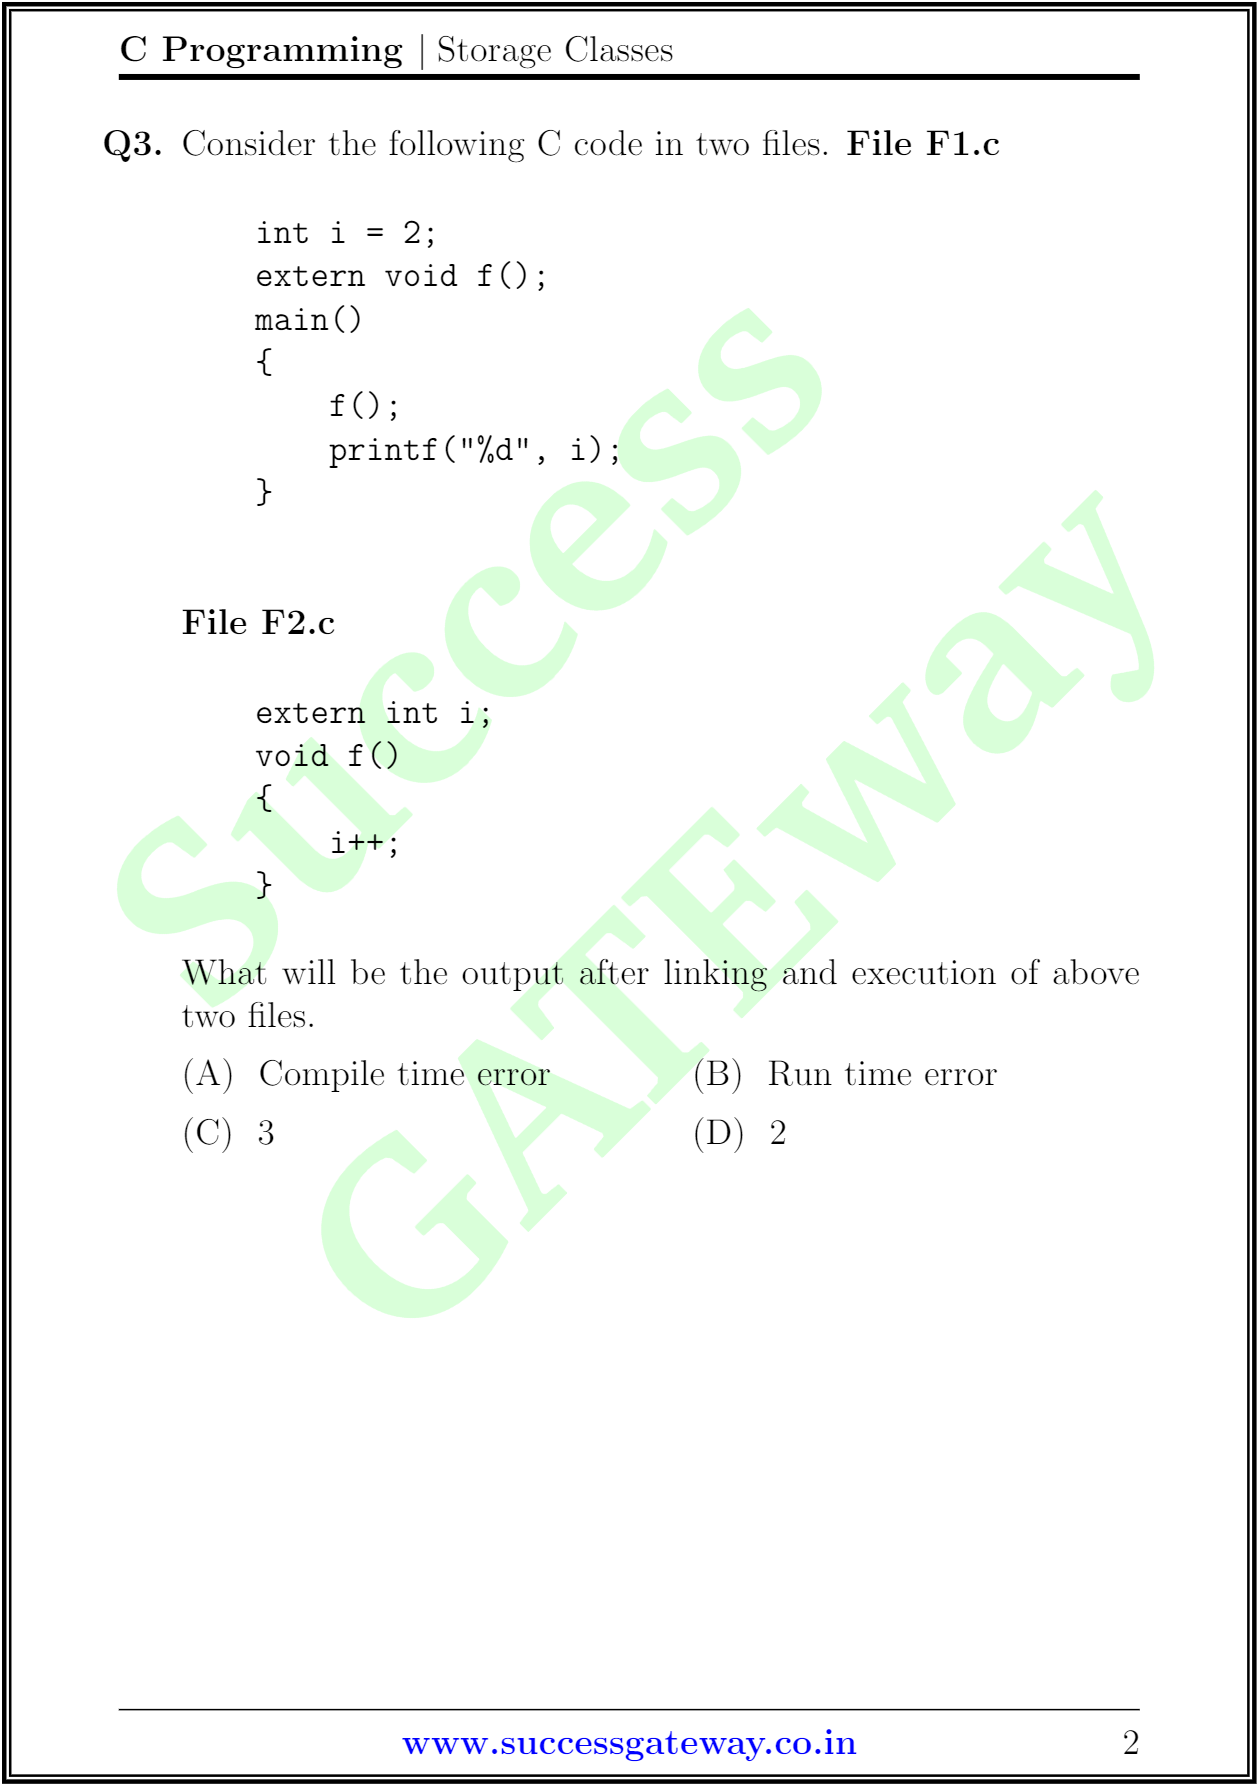 C Programming | Storage Classes
Q3. Consider the following C code in two files. File F1.c
int i = 2;
extern void f();
main()
{
    f();
    printf("%d", i);
}
File F2.c
extern int i;
void f()
{
    i++;
}
What will be the output after linking and execution of above
two files.
(A) Compile time error (B) Run time error
(C) 3 (D) 2
Success
GATEway
www.successgateway.co.in 2